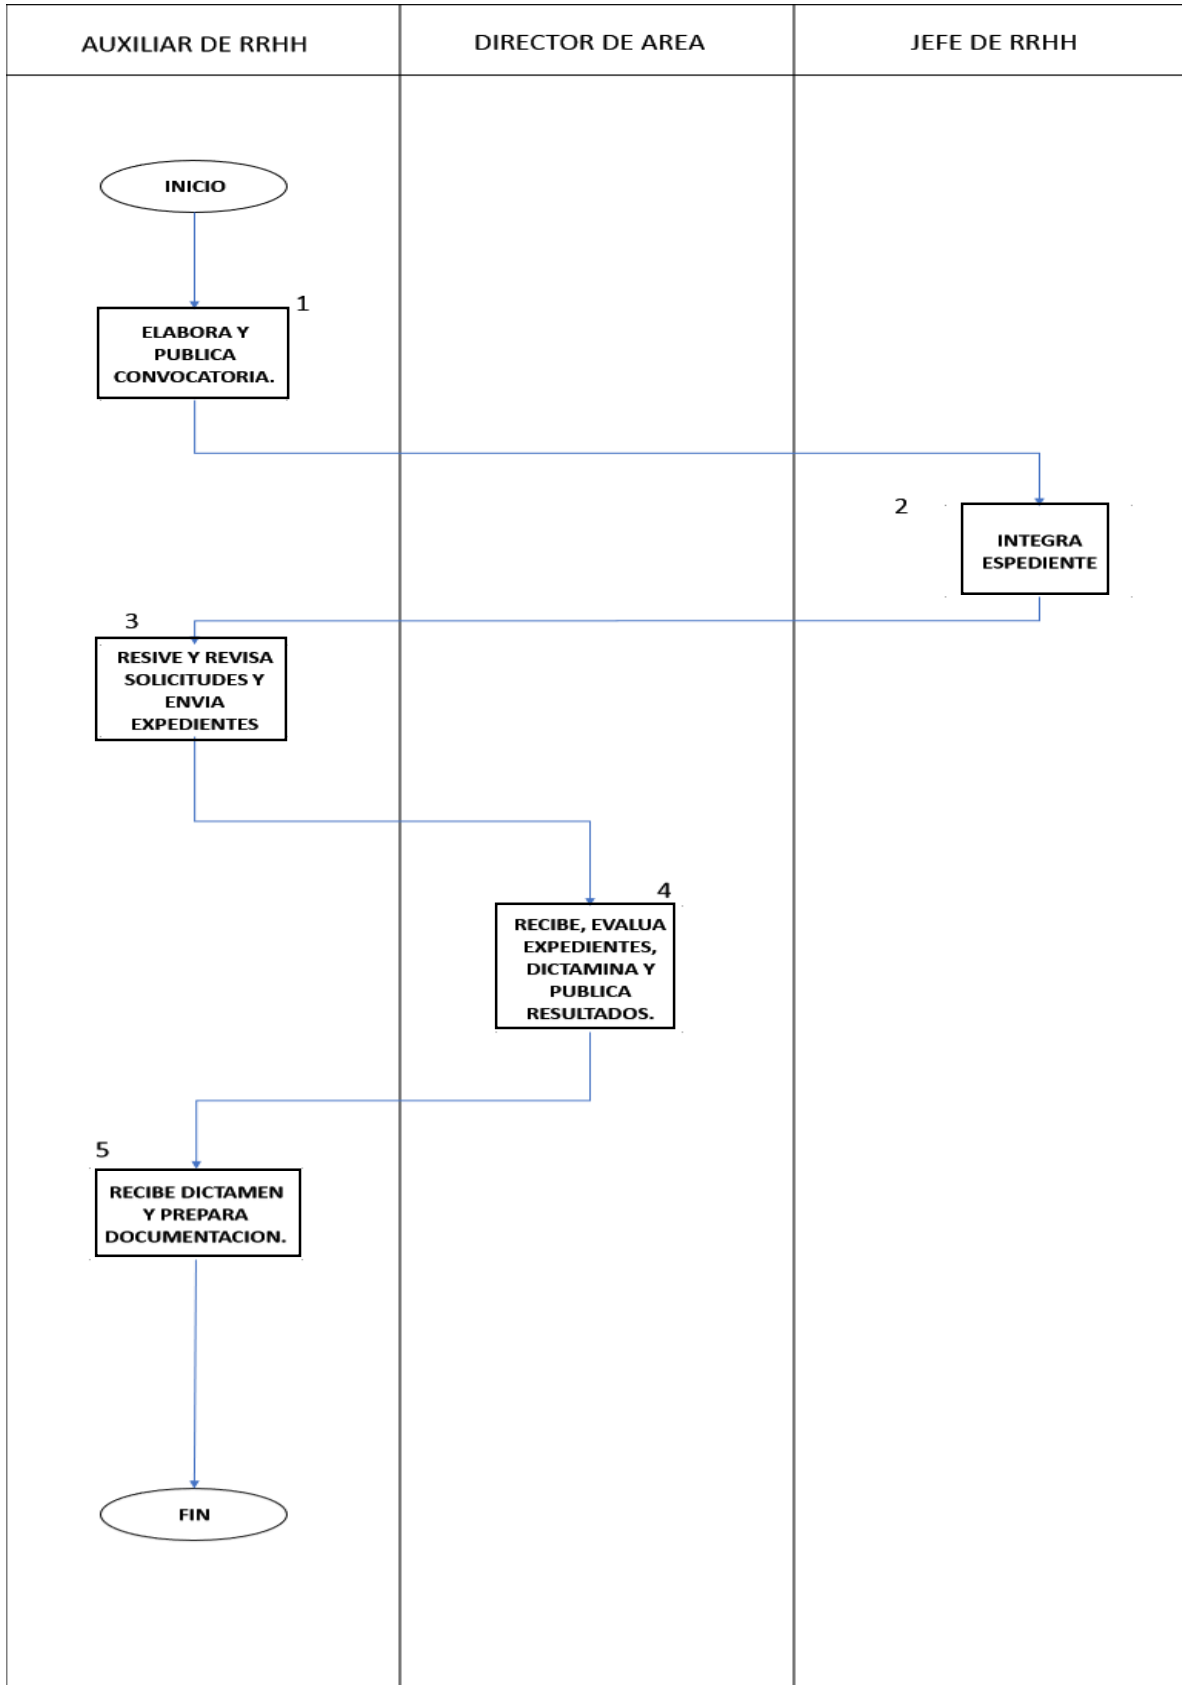 AUXILIAR DE RRHH
DIRECTOR DE AREA
JEFE DE RRHH
INICIO
1
ELABORA Y
PUBLICA
CONVOCATORIA.
2
INTEGRA
ESPEDIENTE
3
RESIVE Y REVISA
SOLICITUDES Y
ENVIA
EXPEDIENTES
4
RECIBE, EVALUA
EXPEDIENTES,
DICTAMINA Y
PUBLICA
RESULTADOS.
5
RECIBE DICTAMEN
Y PREPARA
DOCUMENTACION.
FIN